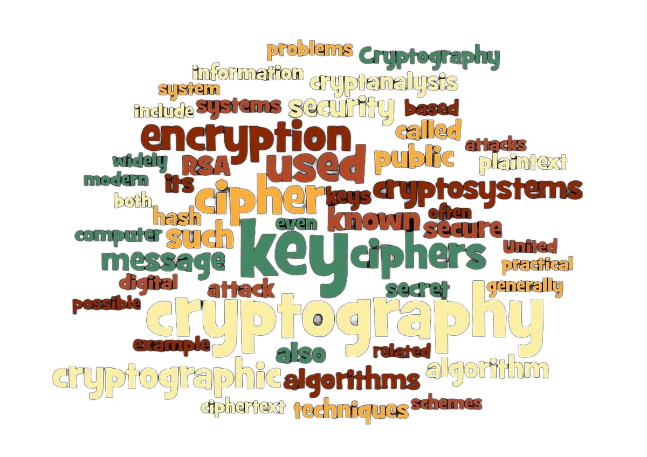 problems Cryptography
information cryptanalysis
system
include systems security based
encryption called
attacks
widely RSA used public plaintext
modern its cipher keys cryptosystems
both
hash even known often secure
computer such United
message key ciphers practical
digital attack secret generally
possible cryptography
example also related
cryptographic algorithms algorithm
ciphertext techniques schemes